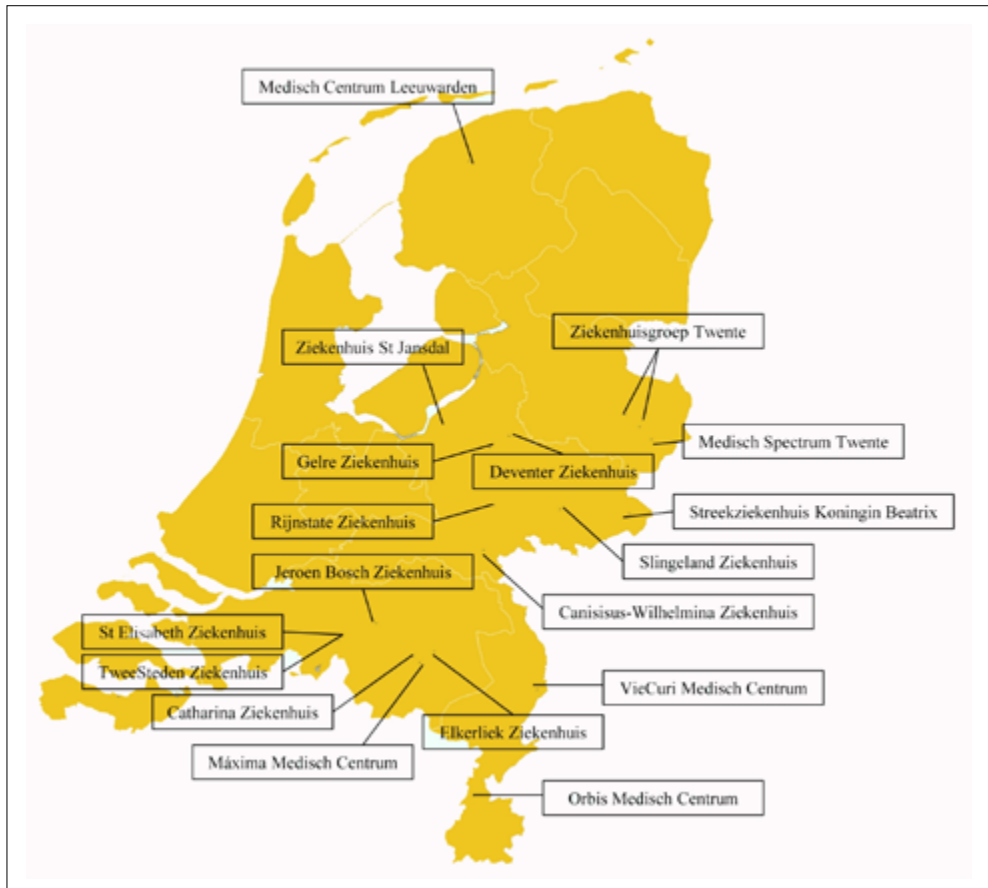 Medisch Centrum Leeuwarden
Ziekenhuisgroep Twente
Ziekenhuis St Jansdal
Medisch Spectrum Twente
Gelre Ziekenhuis
Deventer Ziekenhuis
Streekziekenhuis Koningin Beatrix
Rijnstate Ziekenhuis
Slingeland Ziekenhuis
Jeroen Bosch Ziekenhuis
Canisisus-Wilhelmina Ziekenhuis
St Elisabeth Ziekenhuis
TweeSteden Ziekenhuis
VieCuri Medisch Centrum
Catharina Ziekenhuis
Elkerliek Ziekenhuis
Máxima Medisch Centrum
Orbis Medisch Centrum